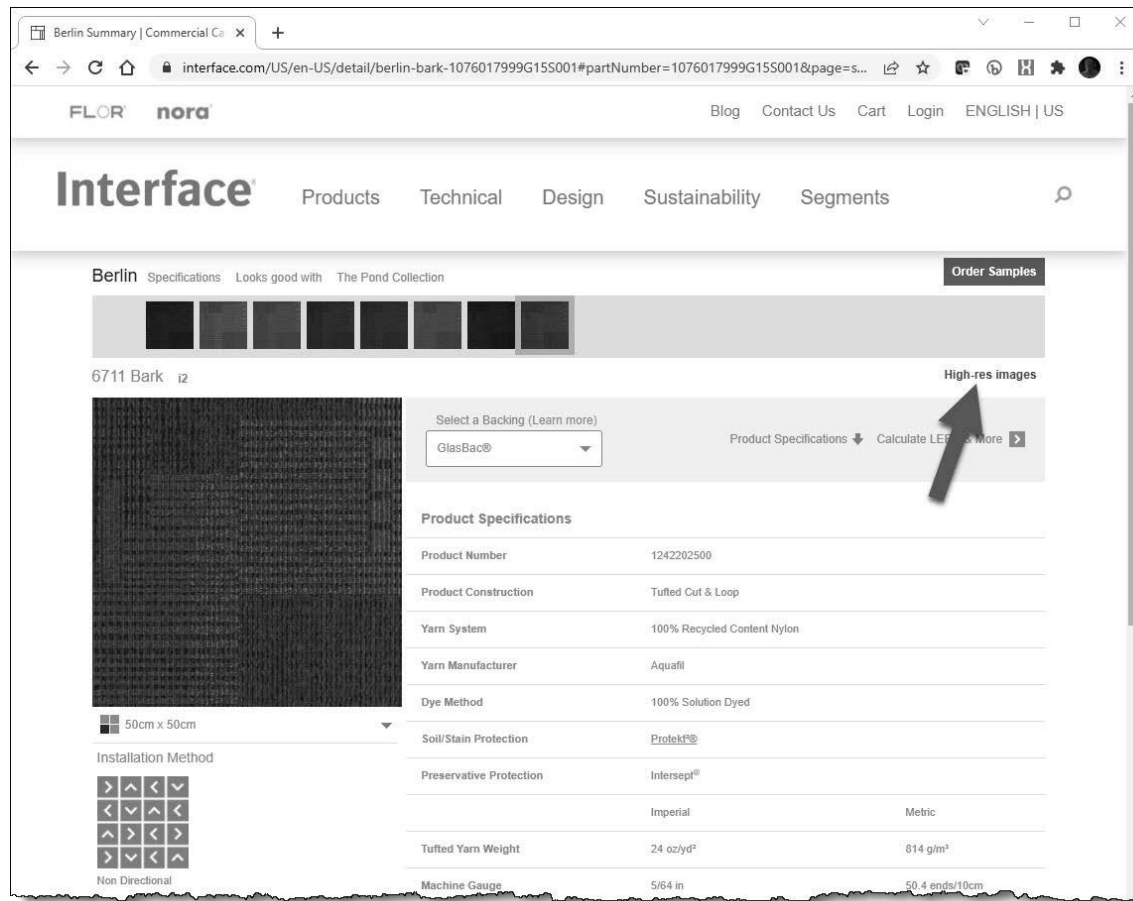 Berlin Summary | Commercial Ca
interface.com/US/en-US/detail/berlin-bark-1076017999G15S001#partNumber=1076017999G15S001&page=s...
FLOR nora
Blog Contact Us Cart Login ENGLISH | US
Interface Products Technical Design Sustainability Segments
Berlin Specifications Looks good with The Pond Collection
Order Samples
6711 Bark i2
High-res images
Select a Backing (Learn more)
GlasBac®
Product Specifications Calculate LEED & More
Product Specifications
Product Number 1242202500
Product Construction Tufted Cut & Loop
Yarn System 100% Recycled Content Nylon
Yarn Manufacturer Aquafil
Dye Method 100% Solution Dyed
50cm x 50cm
Soil/Stain Protection Protekt²®
Installation Method
Preservative Protection Intersept®
Imperial Metric
Tufted Yarn Weight 24 oz/yd² 814 g/m²
Non Directional
Machine Gauge 5/64 in 50.4 ends/10cm